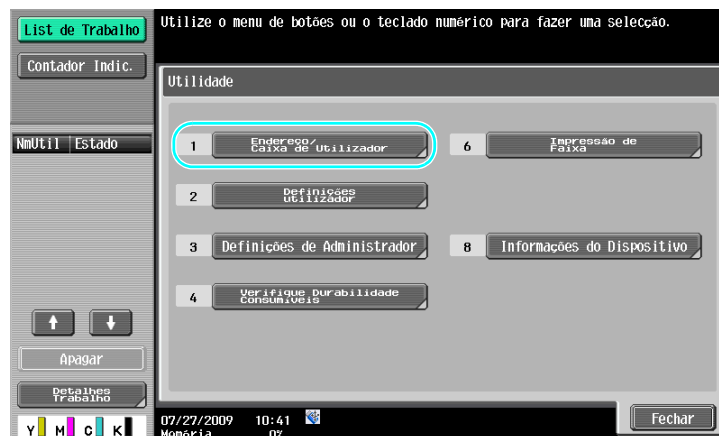 List de Trabalho
Utilize o menu de botões ou o teclado numérico para fazer uma selecção.
Contador Indic.
Utilidade
NmUtil Estado
1 Endereço/
Caixa de Utilizador
6 Impressão de
Faixa
2 Definições
Utilizador
3 Definições de Administrador
8 Informações do Dispositivo
4 Verifique Durabilidade
Consumíveis
Apagar
Detalhes
Trabalho
Fechar
07/27/2009 10:41
Memória 0%
Y M C K